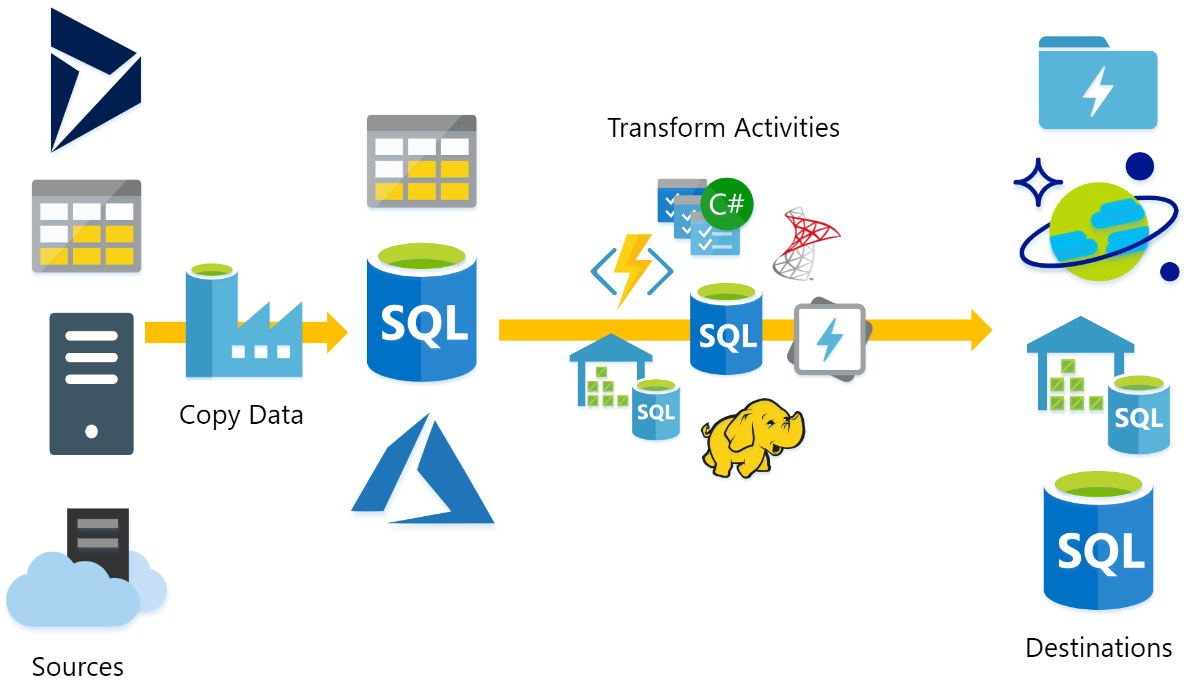 Transform Activities
C#
SQL
SQL
SQL
SQL
Copy Data
SQL
Sources
Destinations